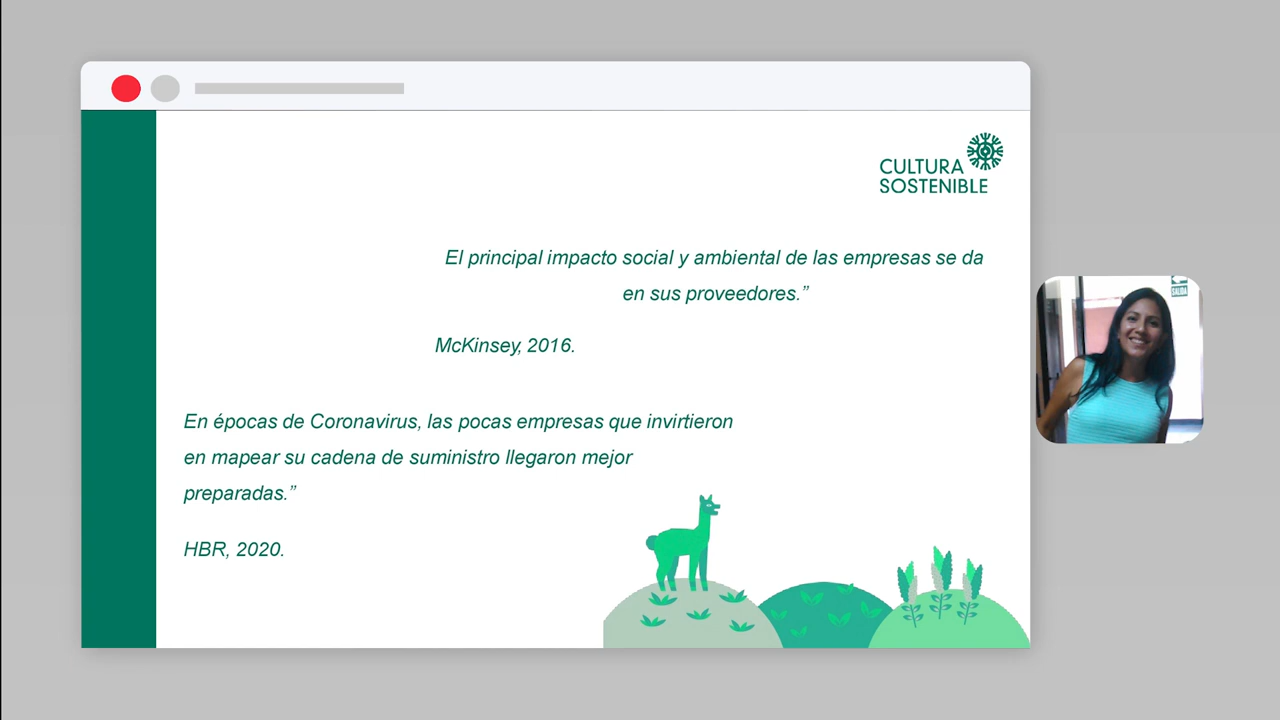 CULTURA
SOSTENIBLE
El principal impacto social y ambiental de las empresas se da
en sus proveedores.”
McKinsey, 2016.
En épocas de Coronavirus, las pocas empresas que invirtieron
en mapear su cadena de suministro llegaron mejor
preparadas.”
HBR, 2020.
SALIDA